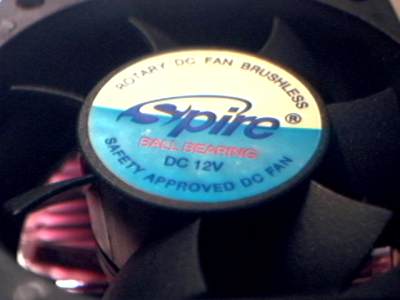 ROTARY DC FAN BRUSHLESS
Spire®
BALL BEARING
DC 12V
SAFETY APPROVED DC FAN